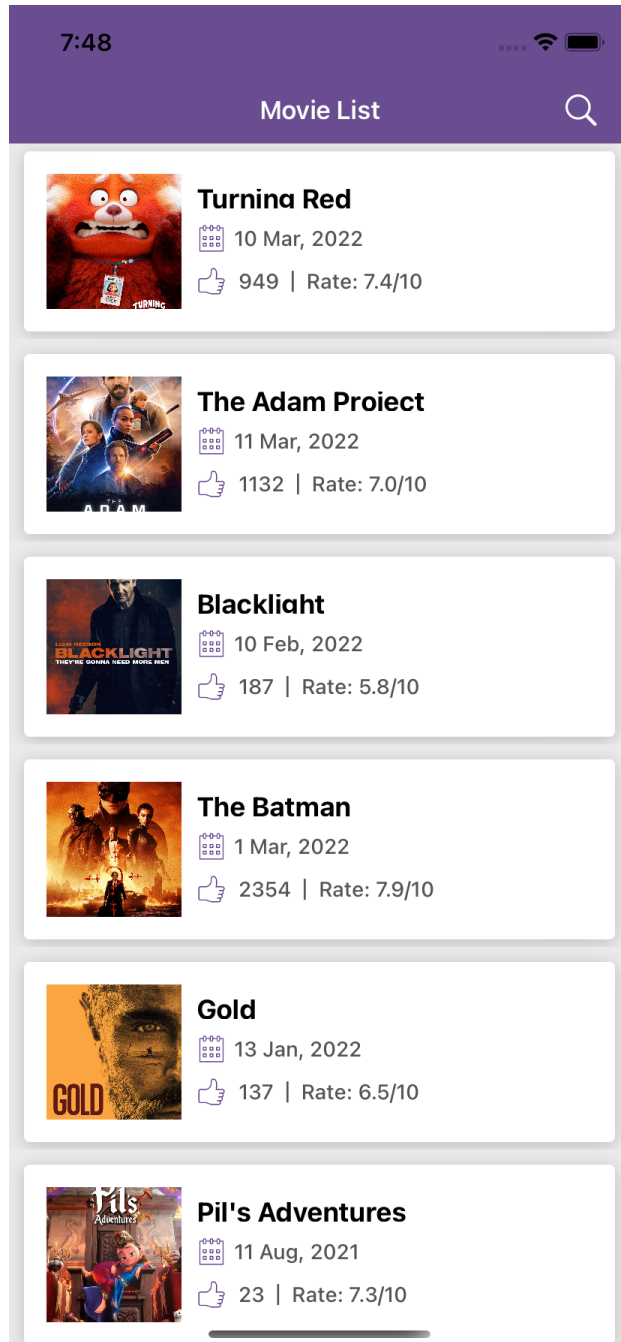 7:48
Movie List
Turning Red
10 Mar, 2022
949 | Rate: 7.4/10
TURNING
The Adam Project
11 Mar, 2022
1132 | Rate: 7.0/10
THE
ADAM
Blacklight
10 Feb, 2022
187 | Rate: 5.8/10
LIAM NEESON
BLACKLIGHT
THEY'RE GONNA NEED MORE MEN
The Batman
1 Mar, 2022
2354 | Rate: 7.9/10
Gold
13 Jan, 2022
137 | Rate: 6.5/10
GOLD
Pil's Adventures
11 Aug, 2021
23 | Rate: 7.3/10
Pil's
Adventures